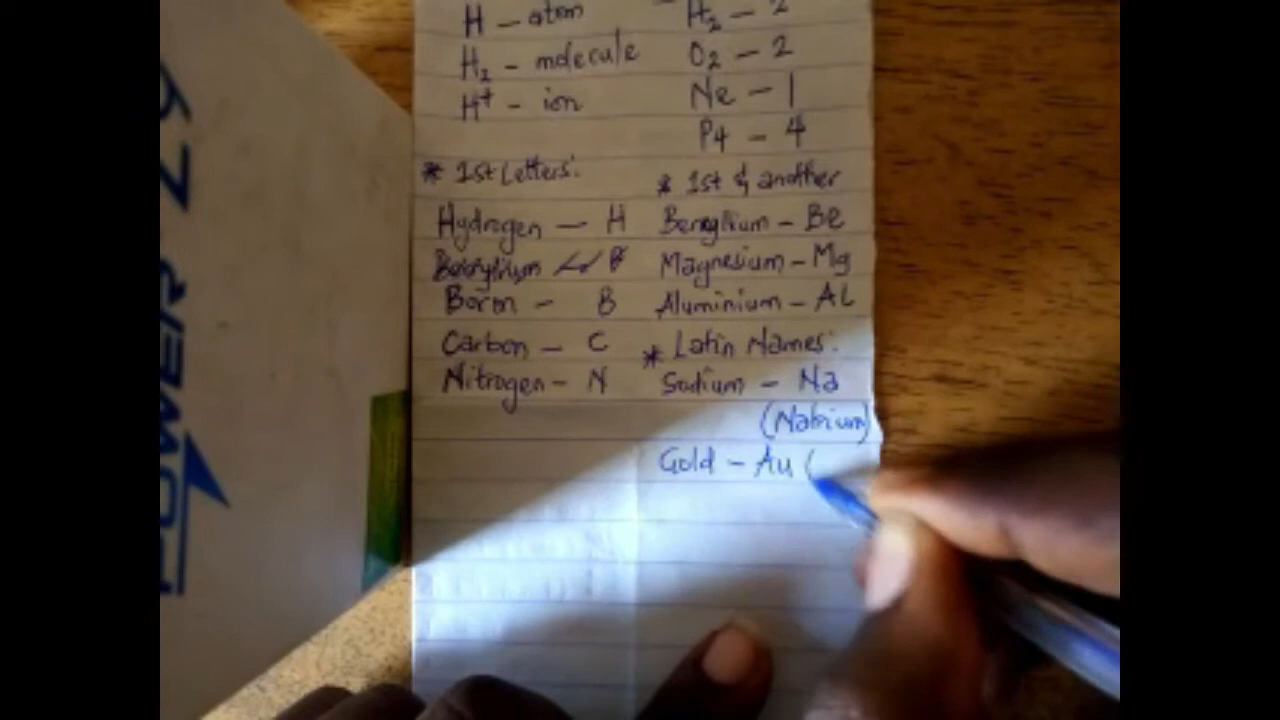 H - atom
H2 - molecule
H+ - ion
* 1st Letters:
Hydrogen - H
Boron - B
Carbon - C
Nitrogen - N
H2 - 2
O2 - 2
Ne - 1
P4 - 4
* 1st & another
Beryllium - Be
Magnesium - Mg
Aluminium - Al
* Latin Names:
Sodium - Na
(Natrium)
Gold - Au (
POWER